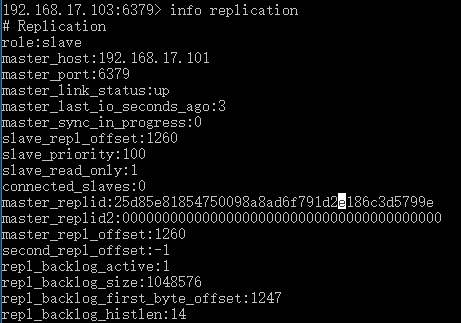 192.168.17.103:6379> info replication
# Replication
role:slave
master_host:192.168.17.101
master_port:6379
master_link_status:up
master_last_io_seconds_ago:3
master_sync_in_progress:0
slave_repl_offset:1260
slave_priority:100
slave_read_only:1
connected_slaves:0
master_replid:25d85e81854750098a8ad6f791d2e186c3d5799e
master_replid2:0000000000000000000000000000000000000000
master_repl_offset:1260
second_repl_offset:-1
repl_backlog_active:1
repl_backlog_size:1048576
repl_backlog_first_byte_offset:1247
repl_backlog_histlen:14